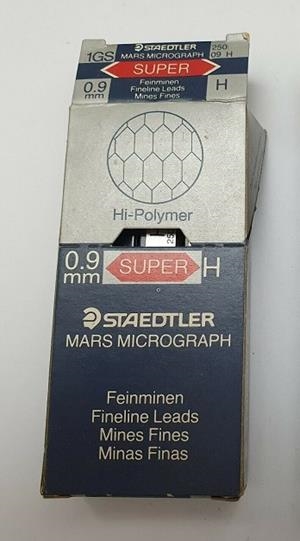 STAEDTLER
1GS MARS MICROGRAPH 250
09 H
SUPER
0.9 mm Feinminen H
Fineline Leads
Mines Fines
Hi-Polymer
0.9 mm SUPER H
STAEDTLER
MARS MICROGRAPH
Feinminen
Fineline Leads
Mines Fines
Minas Finas